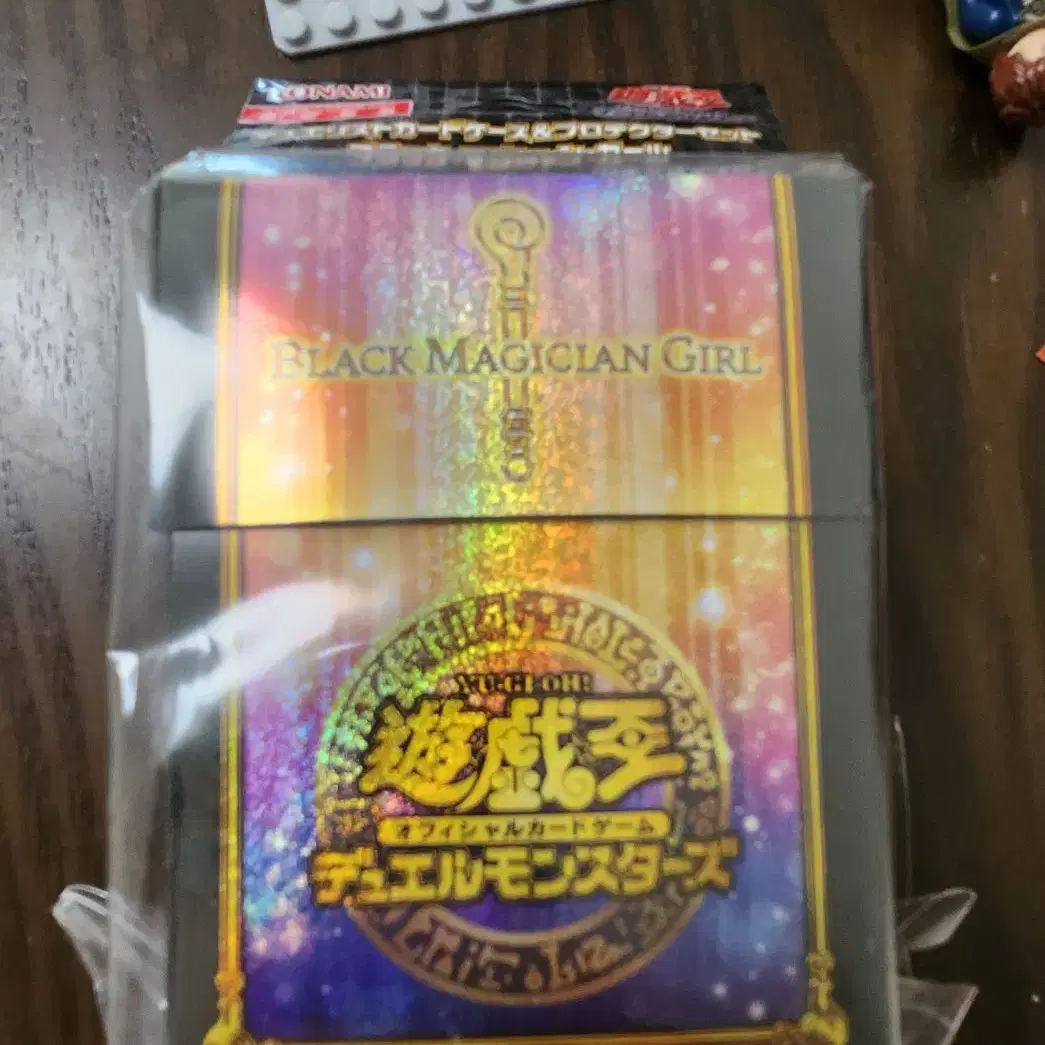 KONAMI
デュエリストカードケース&プロテクターセット
BLACK MAGICIAN GIRL
YU-GI-OH!
遊戯王
オフィシャルカードゲーム
デュエルモンスターズ